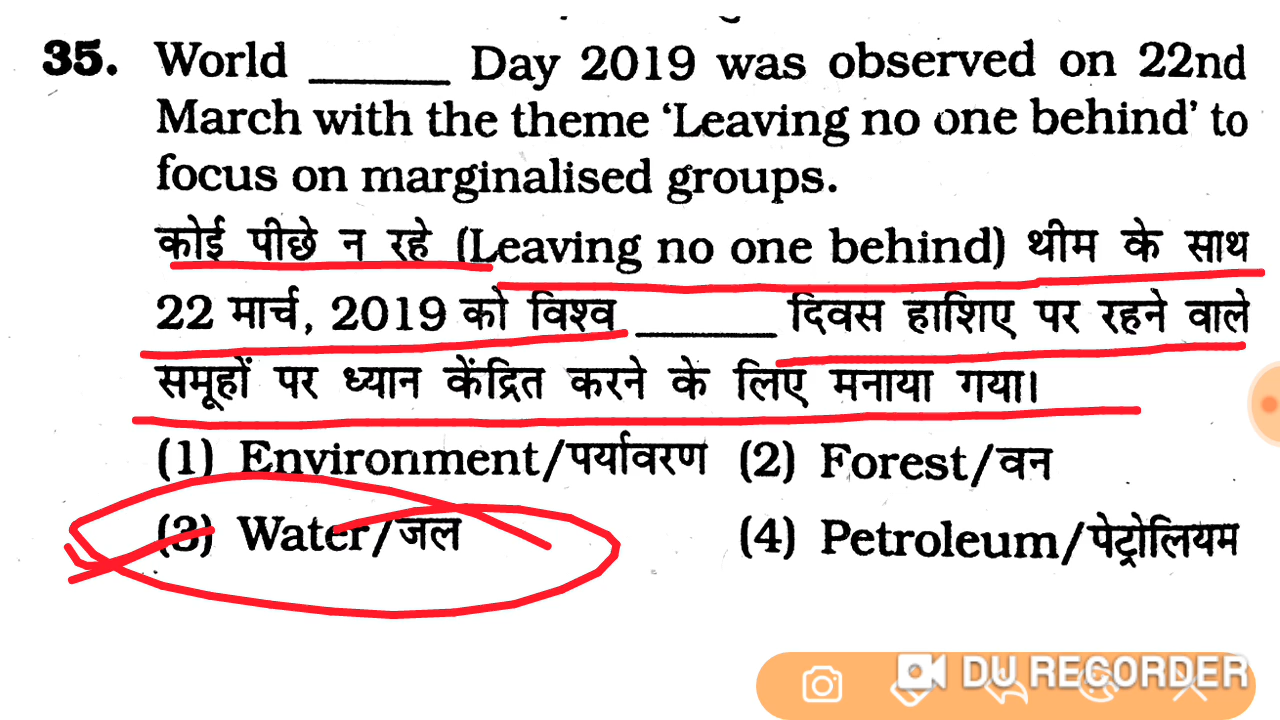 35. World ______ Day 2019 was observed on 22nd
March with the theme ‘Leaving no one behind’ to
focus on marginalised groups.
कोई पीछे न रहे (Leaving no one behind) थीम के साथ
22 मार्च, 2019 को विश्व ______ दिवस हाशिए पर रहने वाले
समूहों पर ध्यान केंद्रित करने के लिए मनाया गया।
(1) Environment/पर्यावरण (2) Forest/वन
(3) Water/जल (4) Petroleum/पेट्रोलियम
DU RECORDER